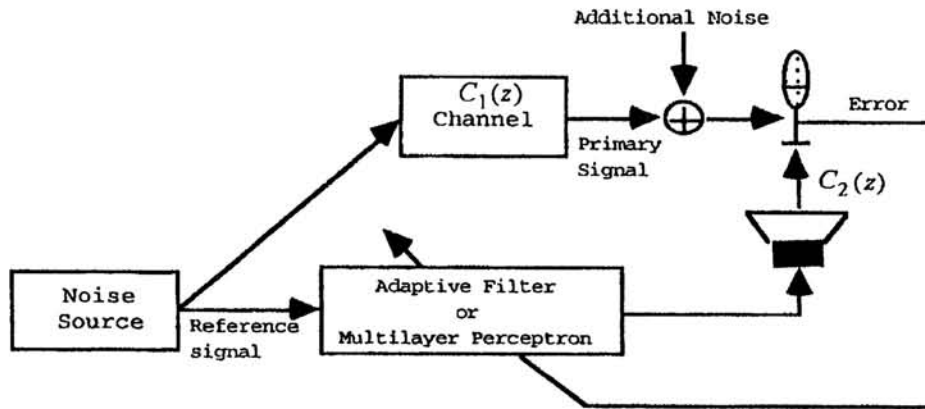 Additional Noise
C₁(z)
Channel
Error
Primary
Signal
C₂(z)
Noise
Source
Reference
signal
Adaptive Filter
or
Multilayer Perceptron